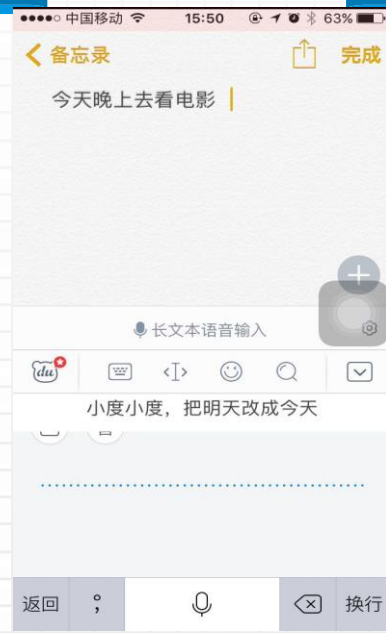 中国移动 15:50 63%
备忘录 完成
今天晚上去看电影
长文本语音输入
du
小度小度，把明天改成今天
返回 ° , 换行